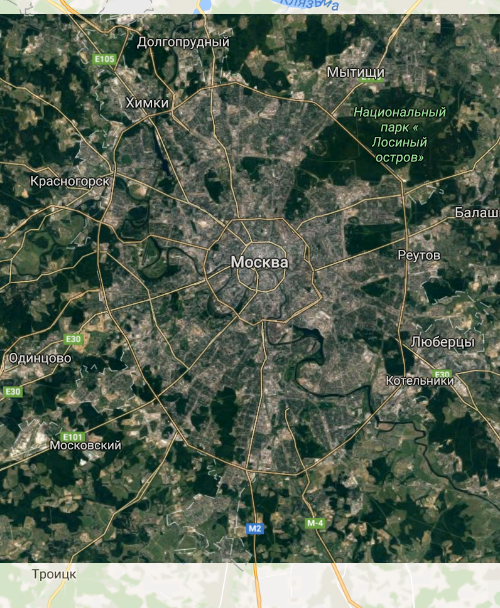 Клязьма
Долгопрудный
E105
Мытищи
Химки
Национальный
парк «
Лосиный
остров»
Красногорск
Балаш
Москва
Реутов
E30
Люберцы
Одинцово
E30
Котельники
E30
E101
Московский
M2
M-4
Троицк